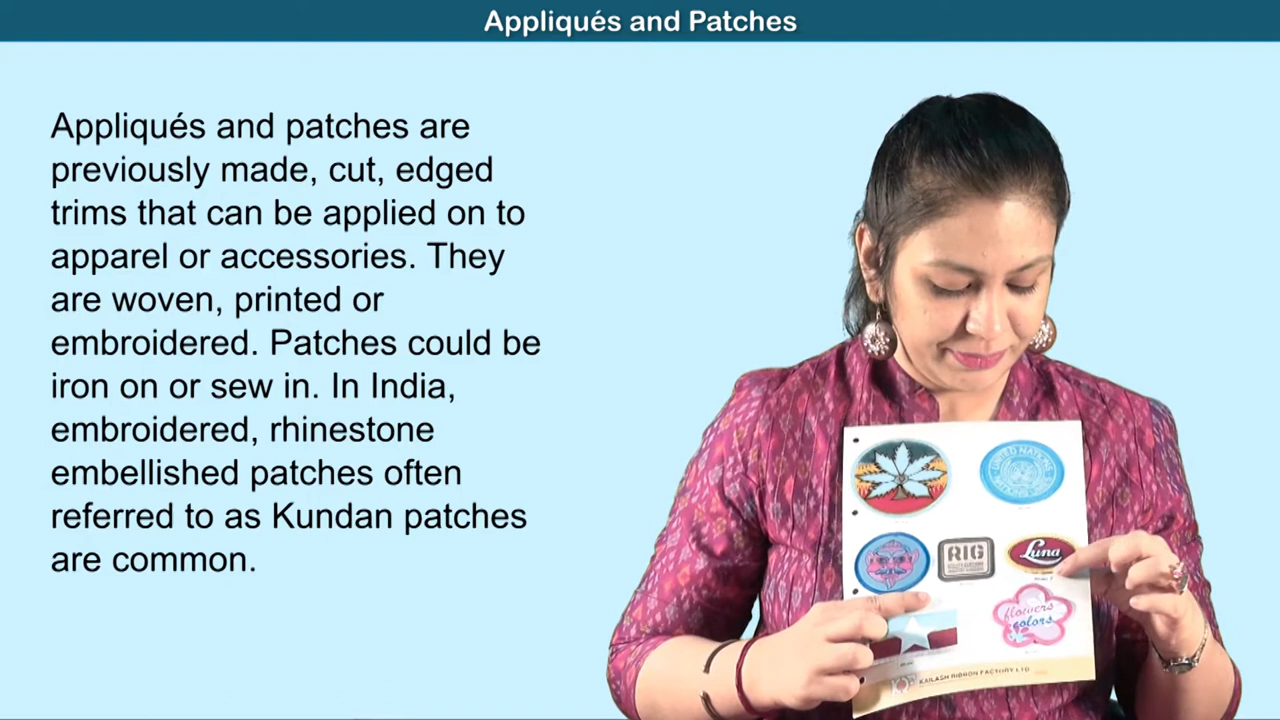 Appliqués and Patches
Appliqués and patches are
previously made, cut, edged
trims that can be applied on to
apparel or accessories. They
are woven, printed or
embroidered. Patches could be
iron on or sew in. In India,
embroidered, rhinestone
embellished patches often
referred to as Kundan patches
are common.
UNITED NATIONS
RIG
Luna
flowers
colors
KAILASH RIBBON FACTORY LTD